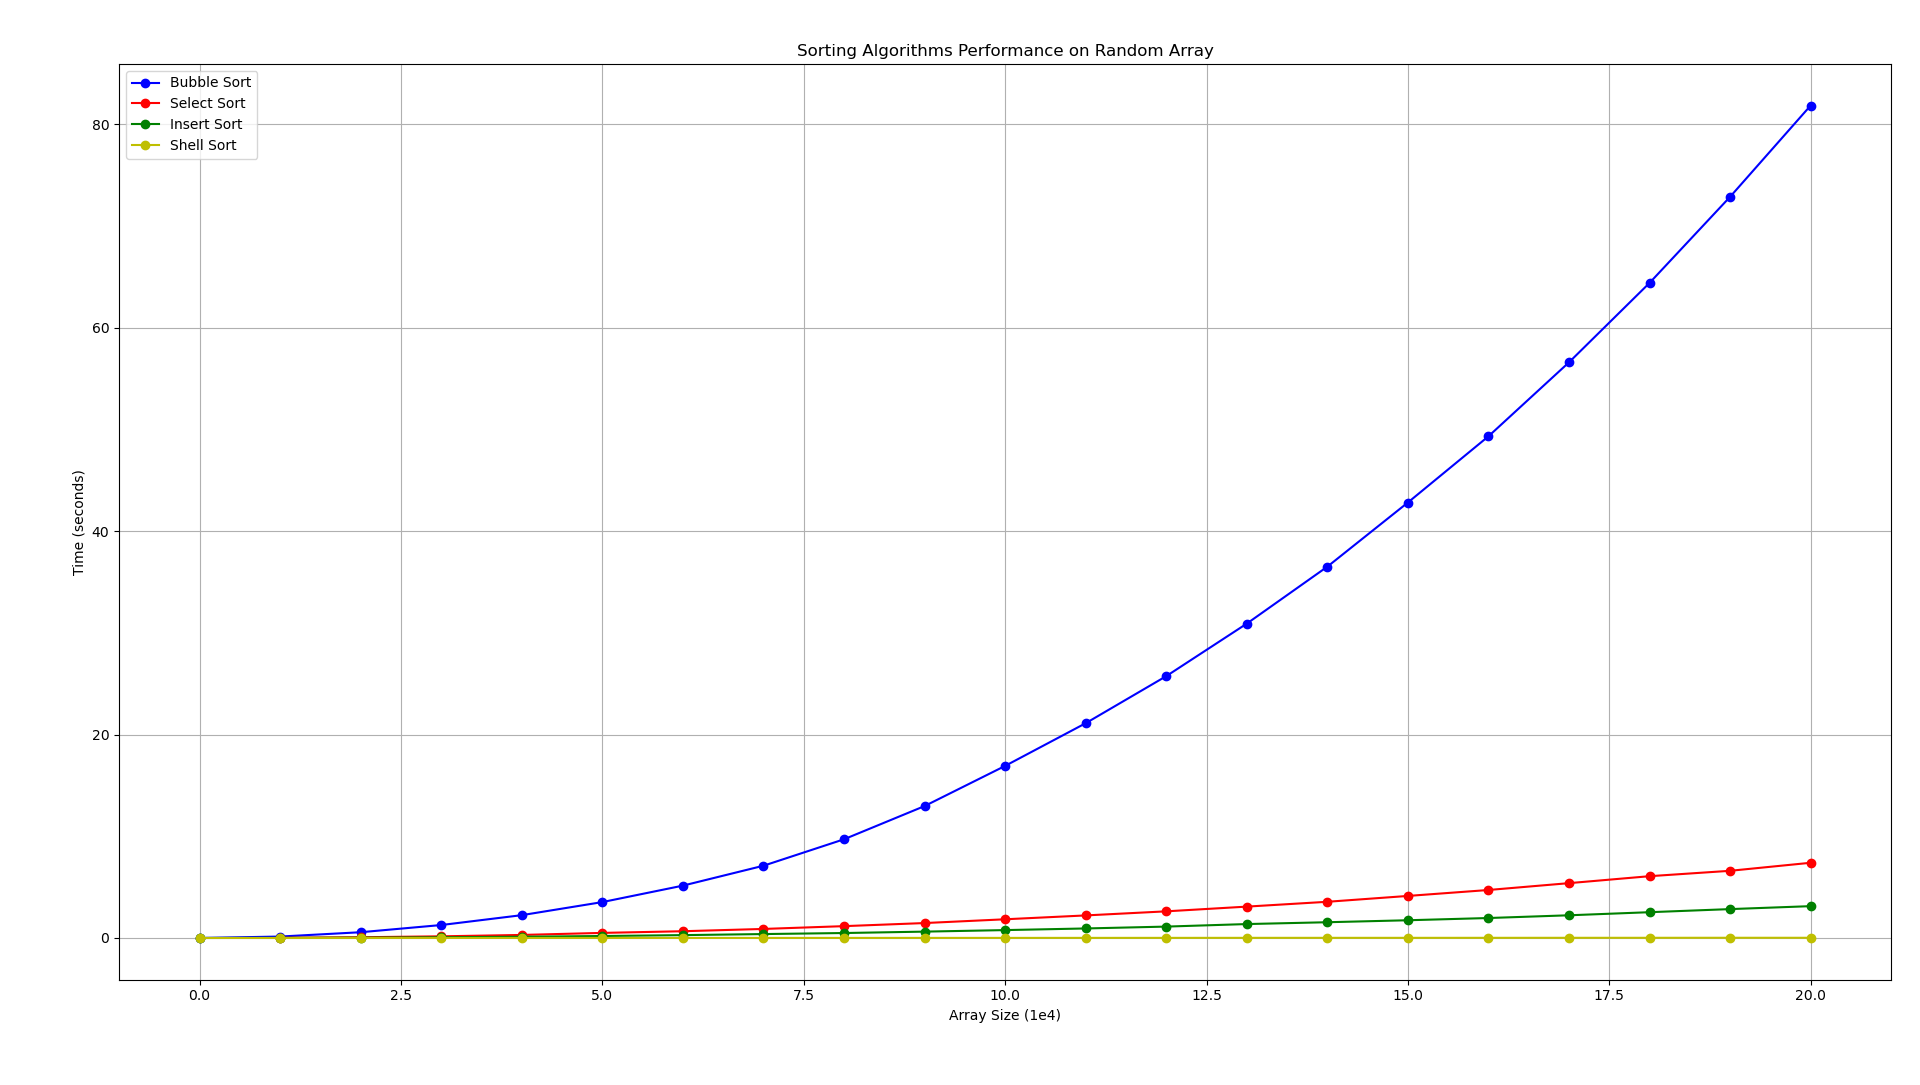 Sorting Algorithms Performance on Random Array
Bubble Sort
Select Sort
Insert Sort
Shell Sort
80
60
40
20
0
Time (seconds)
0.0 2.5 5.0 7.5 10.0 12.5 15.0 17.5 20.0
Array Size (1e4)